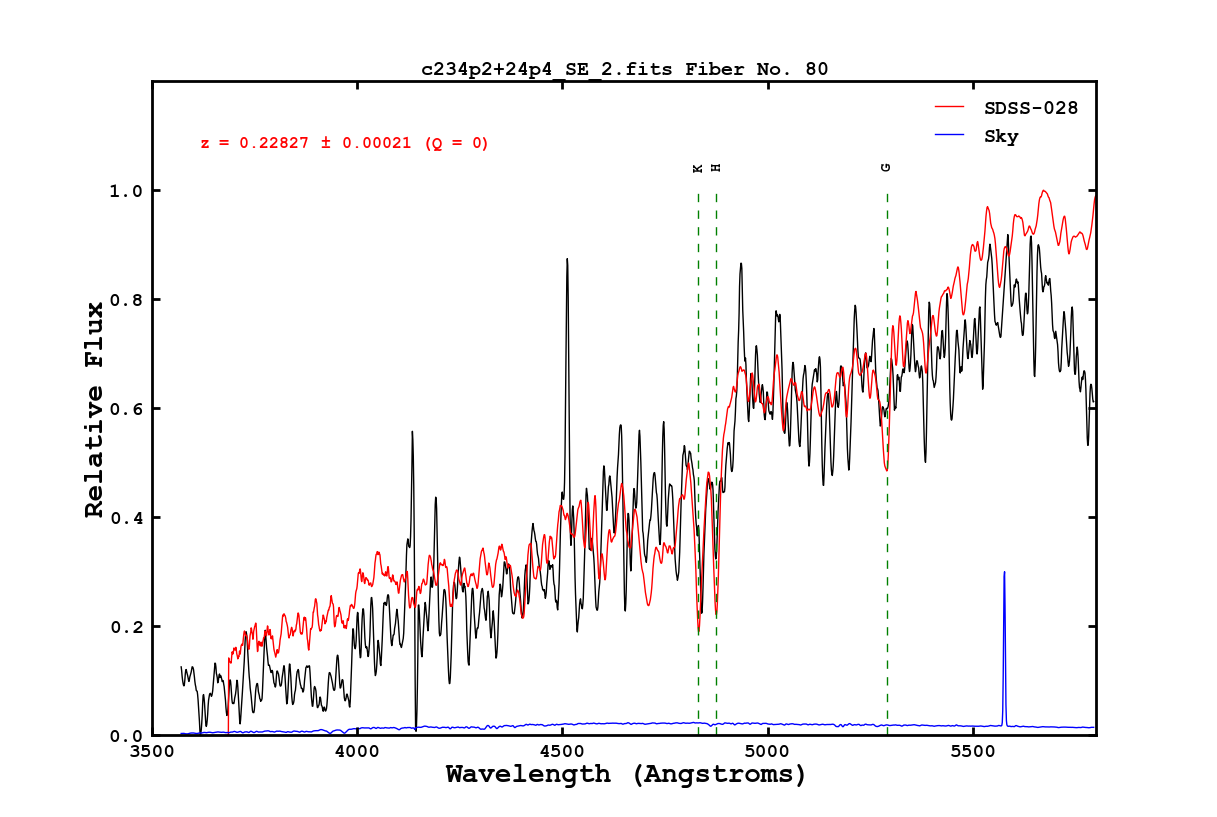 c234p2+24p4_SE_2.fits Fiber No. 80
SDSS-028
Sky
z = 0.22827 ± 0.00021 (Q = 0)
K
H
G
1.0
0.8
0.6
0.4
0.2
0.0
Relative Flux
3500
4000
4500
5000
5500
Wavelength (Angstroms)